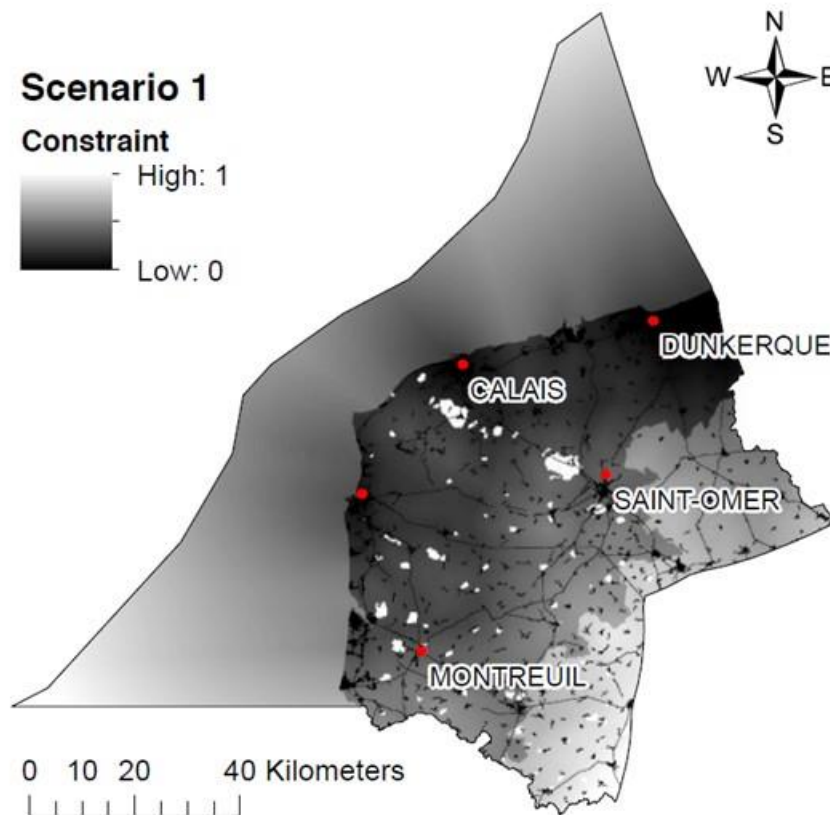 N
W E
S
Scenario 1
Constraint
High: 1
Low: 0
DUNKERQUE
CALAIS
SAINT-OMER
MONTREUIL
0 10 20 40 Kilometers